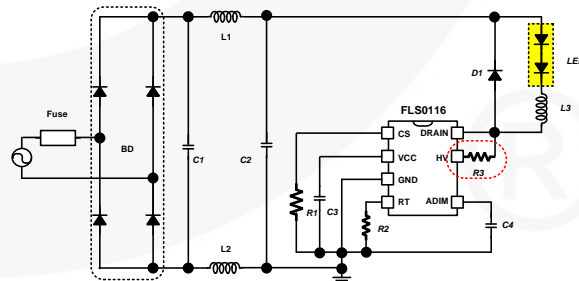 L1
LE
D1
L3
Fuse
FLS0116
CS
DRAIN
BD
C1
C2
VCC
HV
R3
GND
R1
C3
RT
ADIM
R2
C4
L2
R